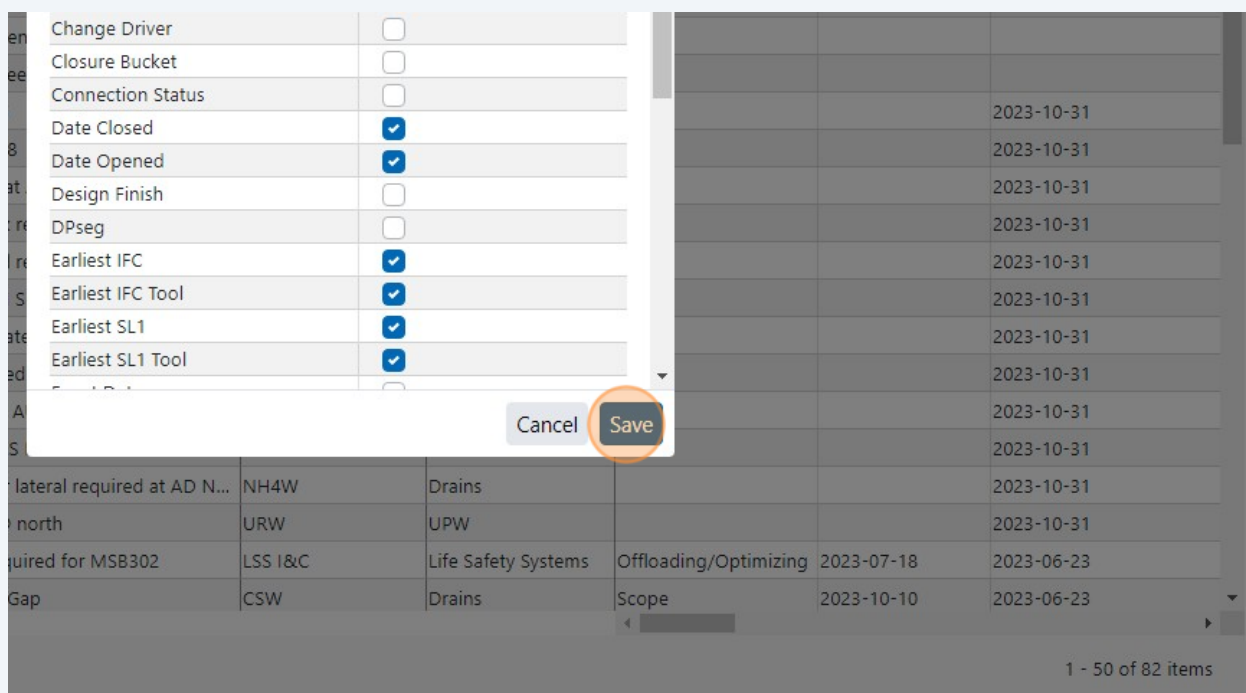 Change Driver
Closure Bucket
Connection Status
Date Closed 2023-10-31
Date Opened 2023-10-31
Design Finish 2023-10-31
DPseg 2023-10-31
Earliest IFC 2023-10-31
Earliest IFC Tool 2023-10-31
Earliest SL1 2023-10-31
Earliest SL1 Tool 2023-10-31
2023-10-31
Cancel Save
2023-10-31
lateral required at AD N... NH4W Drains 2023-10-31
north URW UPW 2023-10-31
quired for MSB302 LSS I&C Life Safety Systems Offloading/Optimizing 2023-07-18 2023-06-23
Gap CSW Drains Scope 2023-10-10 2023-06-23
1 - 50 of 82 items